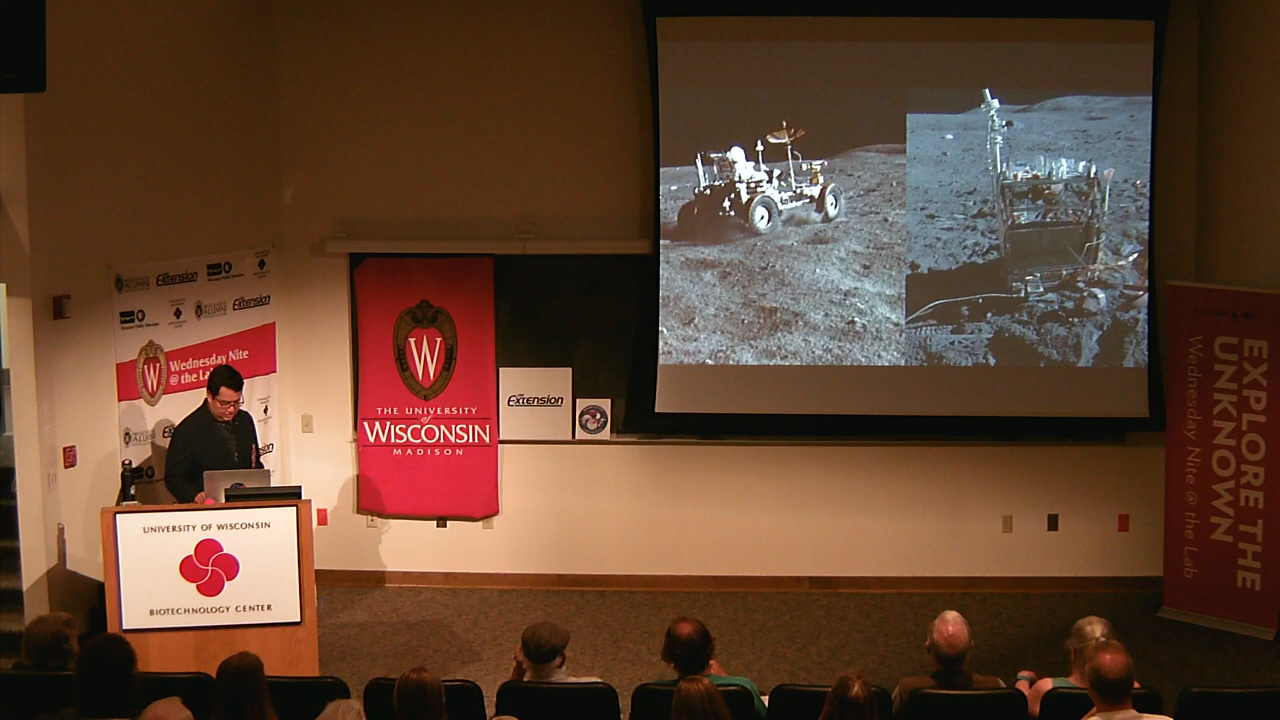 Extension
Extension
Wednesday Nite
@ the La
W
THE UNIVERSITY
of
WISCONSIN
MADISON
Extension
UNIVERSITY OF WISCONSIN
BIOTECHNOLOGY CENTER
EXPLORE THE
UNKNOWN
Wednesday Nite @ the Lab